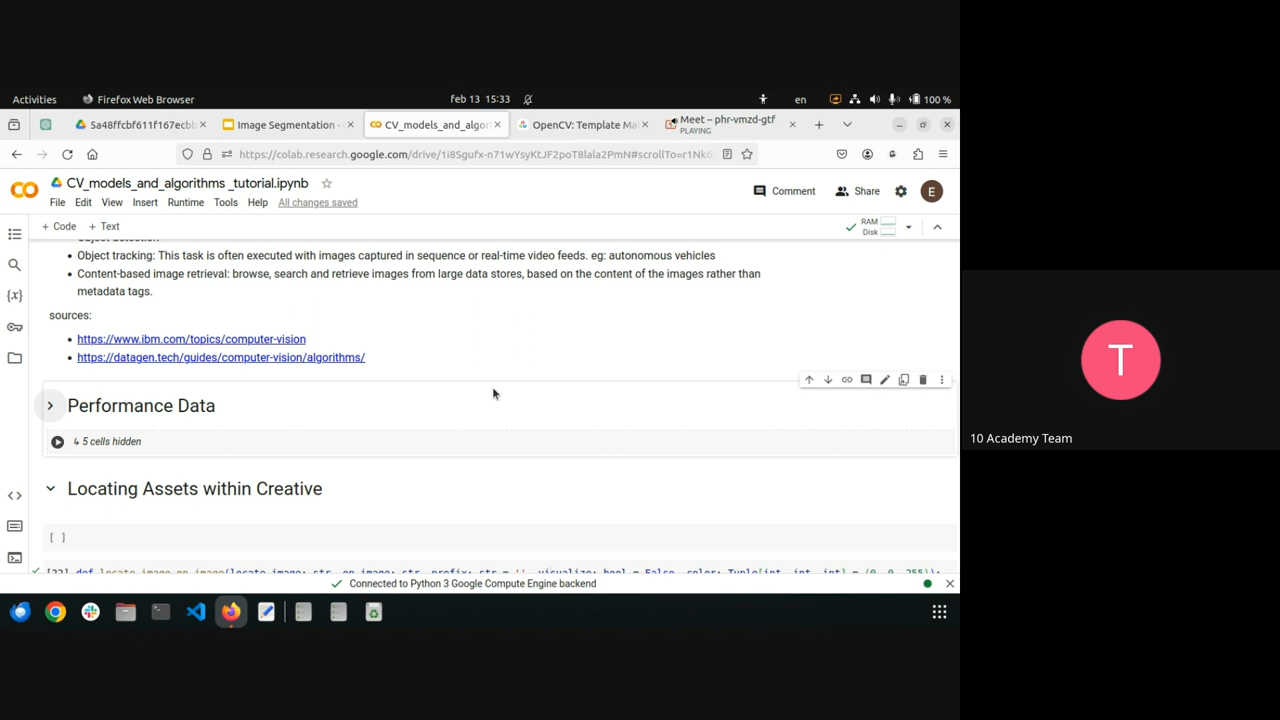 Activities Firefox Web Browser feb 13 15:33 en 100 %
5a48ffcbf611f167ecbb Image Segmentation - CV_models_and_algori OpenCV: Template Ma Meet – phr-vmzd-gtf
PLAYING
https://colab.research.google.com/drive/
CV_models_and_algorithms _tutorial.ipynb
Comment Share E
File Edit View Insert Runtime Tools Help All changes saved
+ Code + Text RAM
Disk
Object tracking: This task is often executed with images captured in sequence or real-time video feeds. eg: autonomous vehicles
Content-based image retrieval: browse, search and retrieve images from large data stores, based on the content of the images rather than
metadata tags.
sources:
https://www.ibm.com/topics/computer-vision
https://datagen.tech/guides/computer-vision/algorithms/
Performance Data
↳ 5 cells hidden
Locating Assets within Creative
[ ]
Connected to Python 3 Google Compute Engine backend
T
10 Academy Team